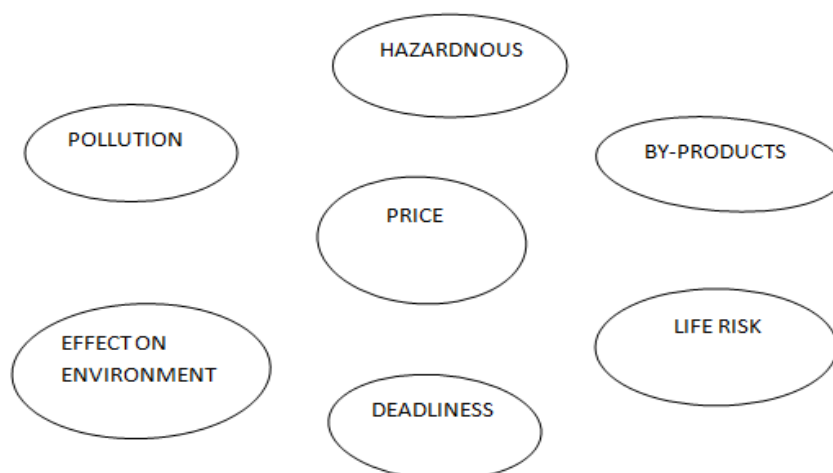 HAZARDNOUS
POLLUTION
BY-PRODUCTS
PRICE
LIFE RISK
EFFECT ON
ENVIRONMENT
DEADLINESS